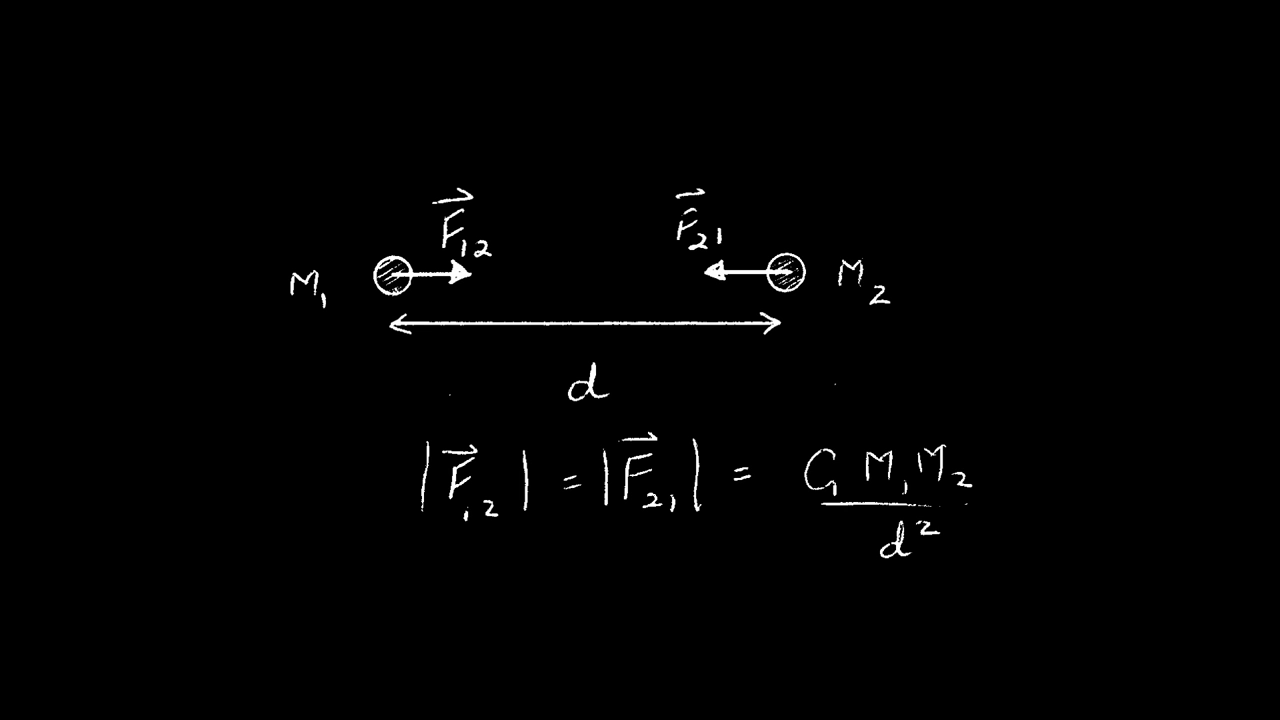 F⃗₁₂ F⃗₂₁
M₁ M₂
d
|F⃗₁₂| = |F⃗₂₁| = G M₁ M₂ / d²